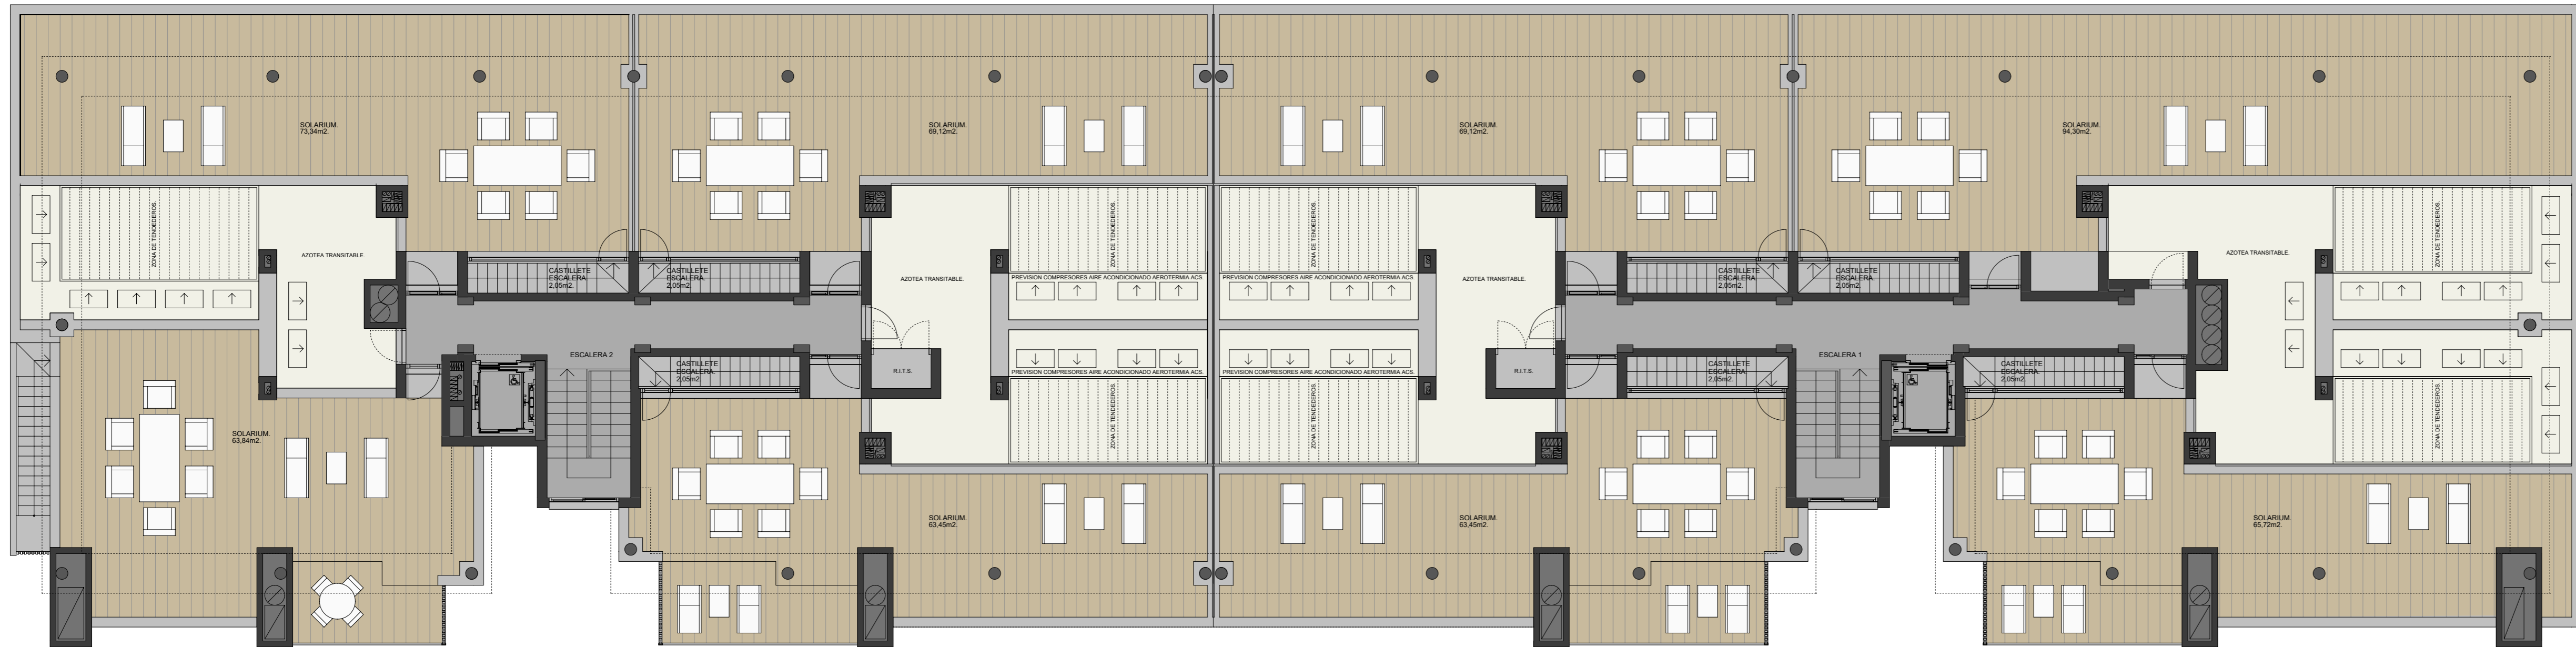 SOLARIUM.
73,34m2.
SOLARIUM.
69,12m2.
SOLARIUM.
69,12m2.
SOLARIUM.
94,30m2.
ZONA DE TENDEDEROS.
AZOTEA TRANSITABLE.
CASTILLETE
ESCALERA.
2,05m2.
CASTILLETE
ESCALERA.
2,05m2.
AZOTEA TRANSITABLE.
ZONA DE TENDEDEROS.
PREVISION COMPRESORES AIRE ACONDICIONADO AEROTERMIA ACS.
ZONA DE TENDEDEROS.
PREVISION COMPRESORES AIRE ACONDICIONADO AEROTERMIA ACS.
AZOTEA TRANSITABLE.
CASTILLETE
ESCALERA.
2,05m2.
CASTILLETE
ESCALERA.
2,05m2.
AZOTEA TRANSITABLE.
ZONA DE TENDEDEROS.
ESCALERA 2
CASTILLETE
ESCALERA.
2,05m2.
R.I.T.S.
PREVISION COMPRESORES AIRE ACONDICIONADO AEROTERMIA ACS.
ZONA DE TENDEDEROS.
PREVISION COMPRESORES AIRE ACONDICIONADO AEROTERMIA ACS.
ZONA DE TENDEDEROS.
R.I.T.S.
CASTILLETE
ESCALERA.
2,05m2.
ESCALERA 1
CASTILLETE
ESCALERA.
2,05m2.
ZONA DE TENDEDEROS.
SOLARIUM.
63,84m2.
SOLARIUM.
63,45m2.
SOLARIUM.
63,45m2.
SOLARIUM.
65,72m2.